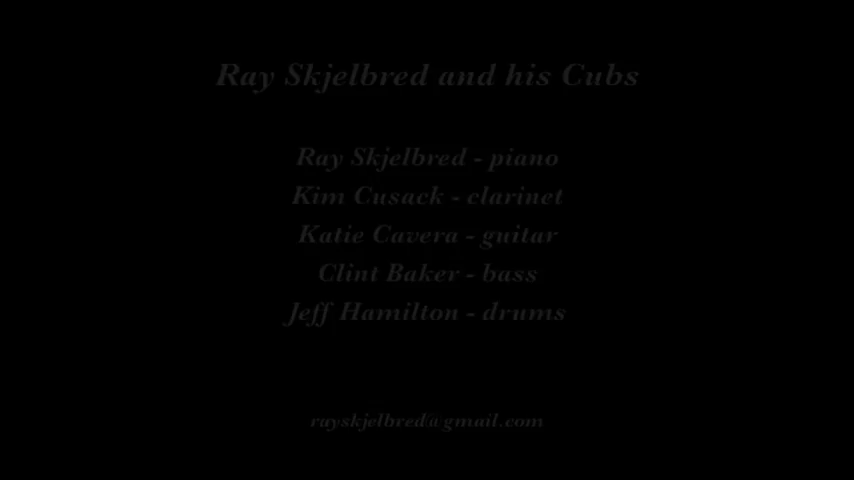 Ray Skjelbred and his Cubs
Ray Skjelbred - piano
Kim Cusack - clarinet
Katie Cavera - guitar
Clint Baker - bass
Jeff Hamilton - drums
rayskjelbred@gmail.com